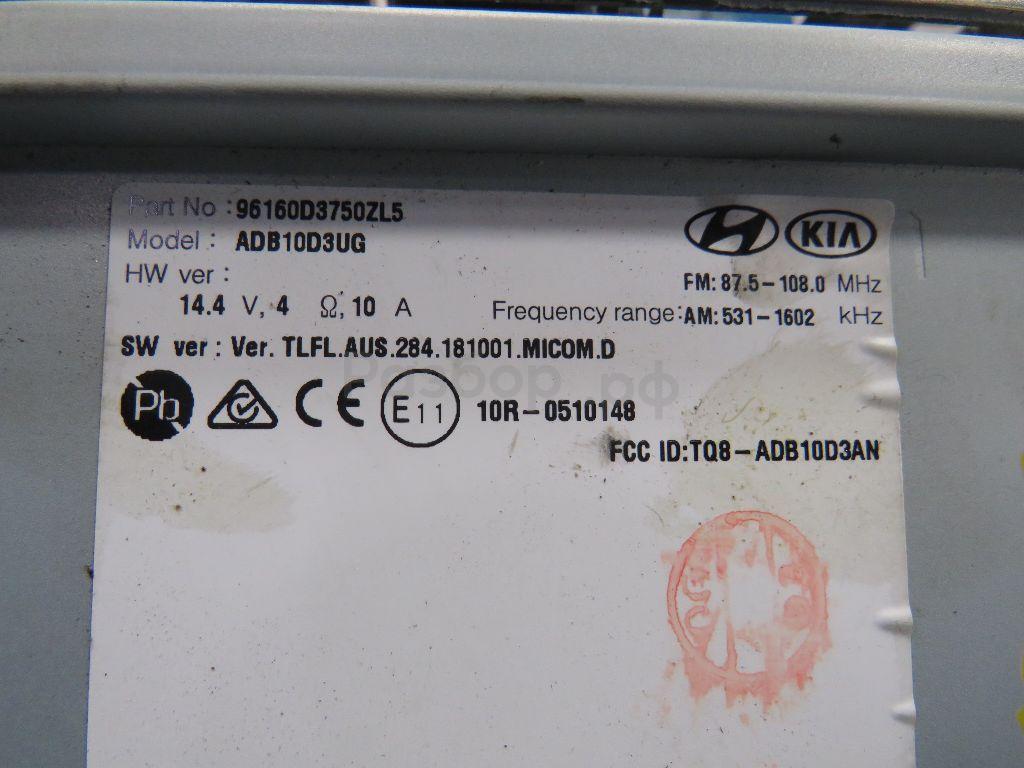 Part No : 96160D3750ZL5
Model : ADB10D3UG
HW ver :
14.4 V, 4 Ω, 10 A
KIA
FM: 87.5-108.0 MHz
Frequency range: AM: 531-1602 kHz
SW ver : Ver. TLFL.AUS.284.181001.MICOM.D
Разбор.рф
Pb CE E11 10R-0510148
FCC ID:TQ8-ADB10D3AN